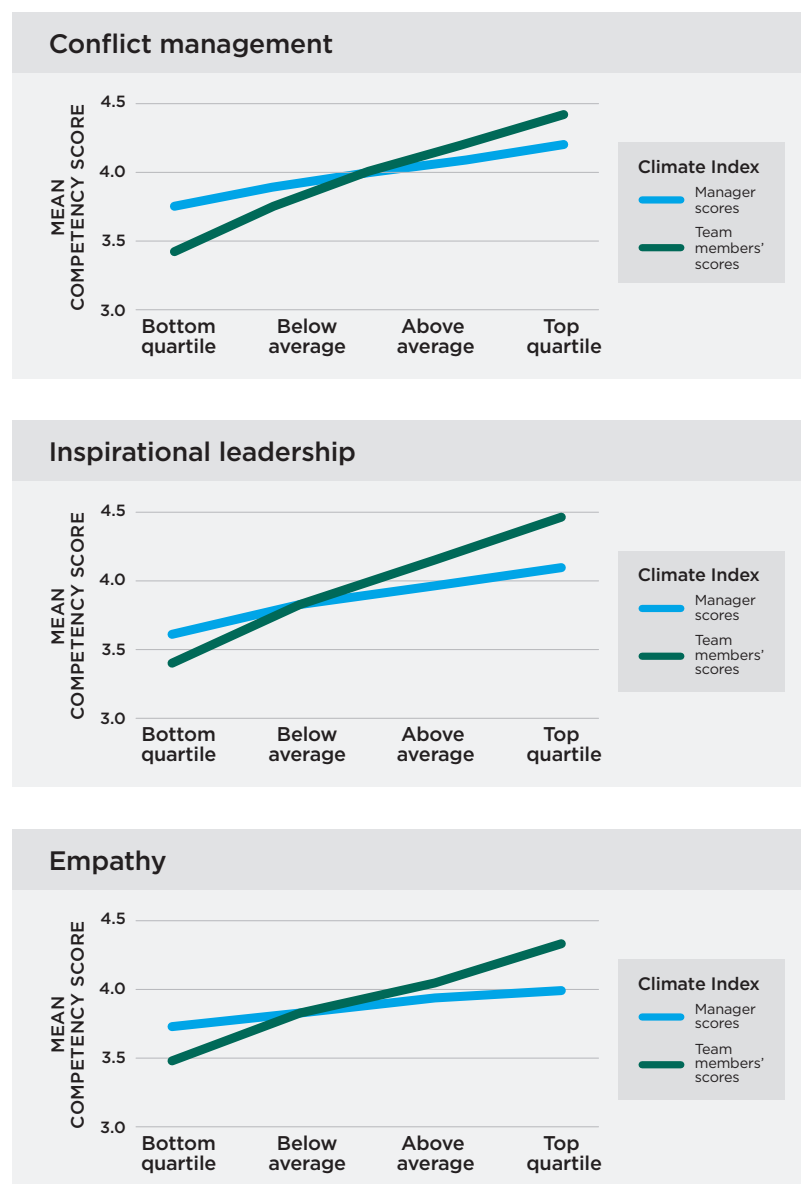 Conflict management
MEAN
COMPETENCY SCORE
4.5
4.0
3.5
3.0
Bottom
quartile
Below
average
Above
average
Top
quartile
Climate Index
Manager
scores
Team
members’
scores
Inspirational leadership
MEAN
COMPETENCY SCORE
4.5
4.0
3.5
3.0
Bottom
quartile
Below
average
Above
average
Top
quartile
Climate Index
Manager
scores
Team
members’
scores
Empathy
MEAN
COMPETENCY SCORE
4.5
4.0
3.5
3.0
Bottom
quartile
Below
average
Above
average
Top
quartile
Climate Index
Manager
scores
Team
members’
scores